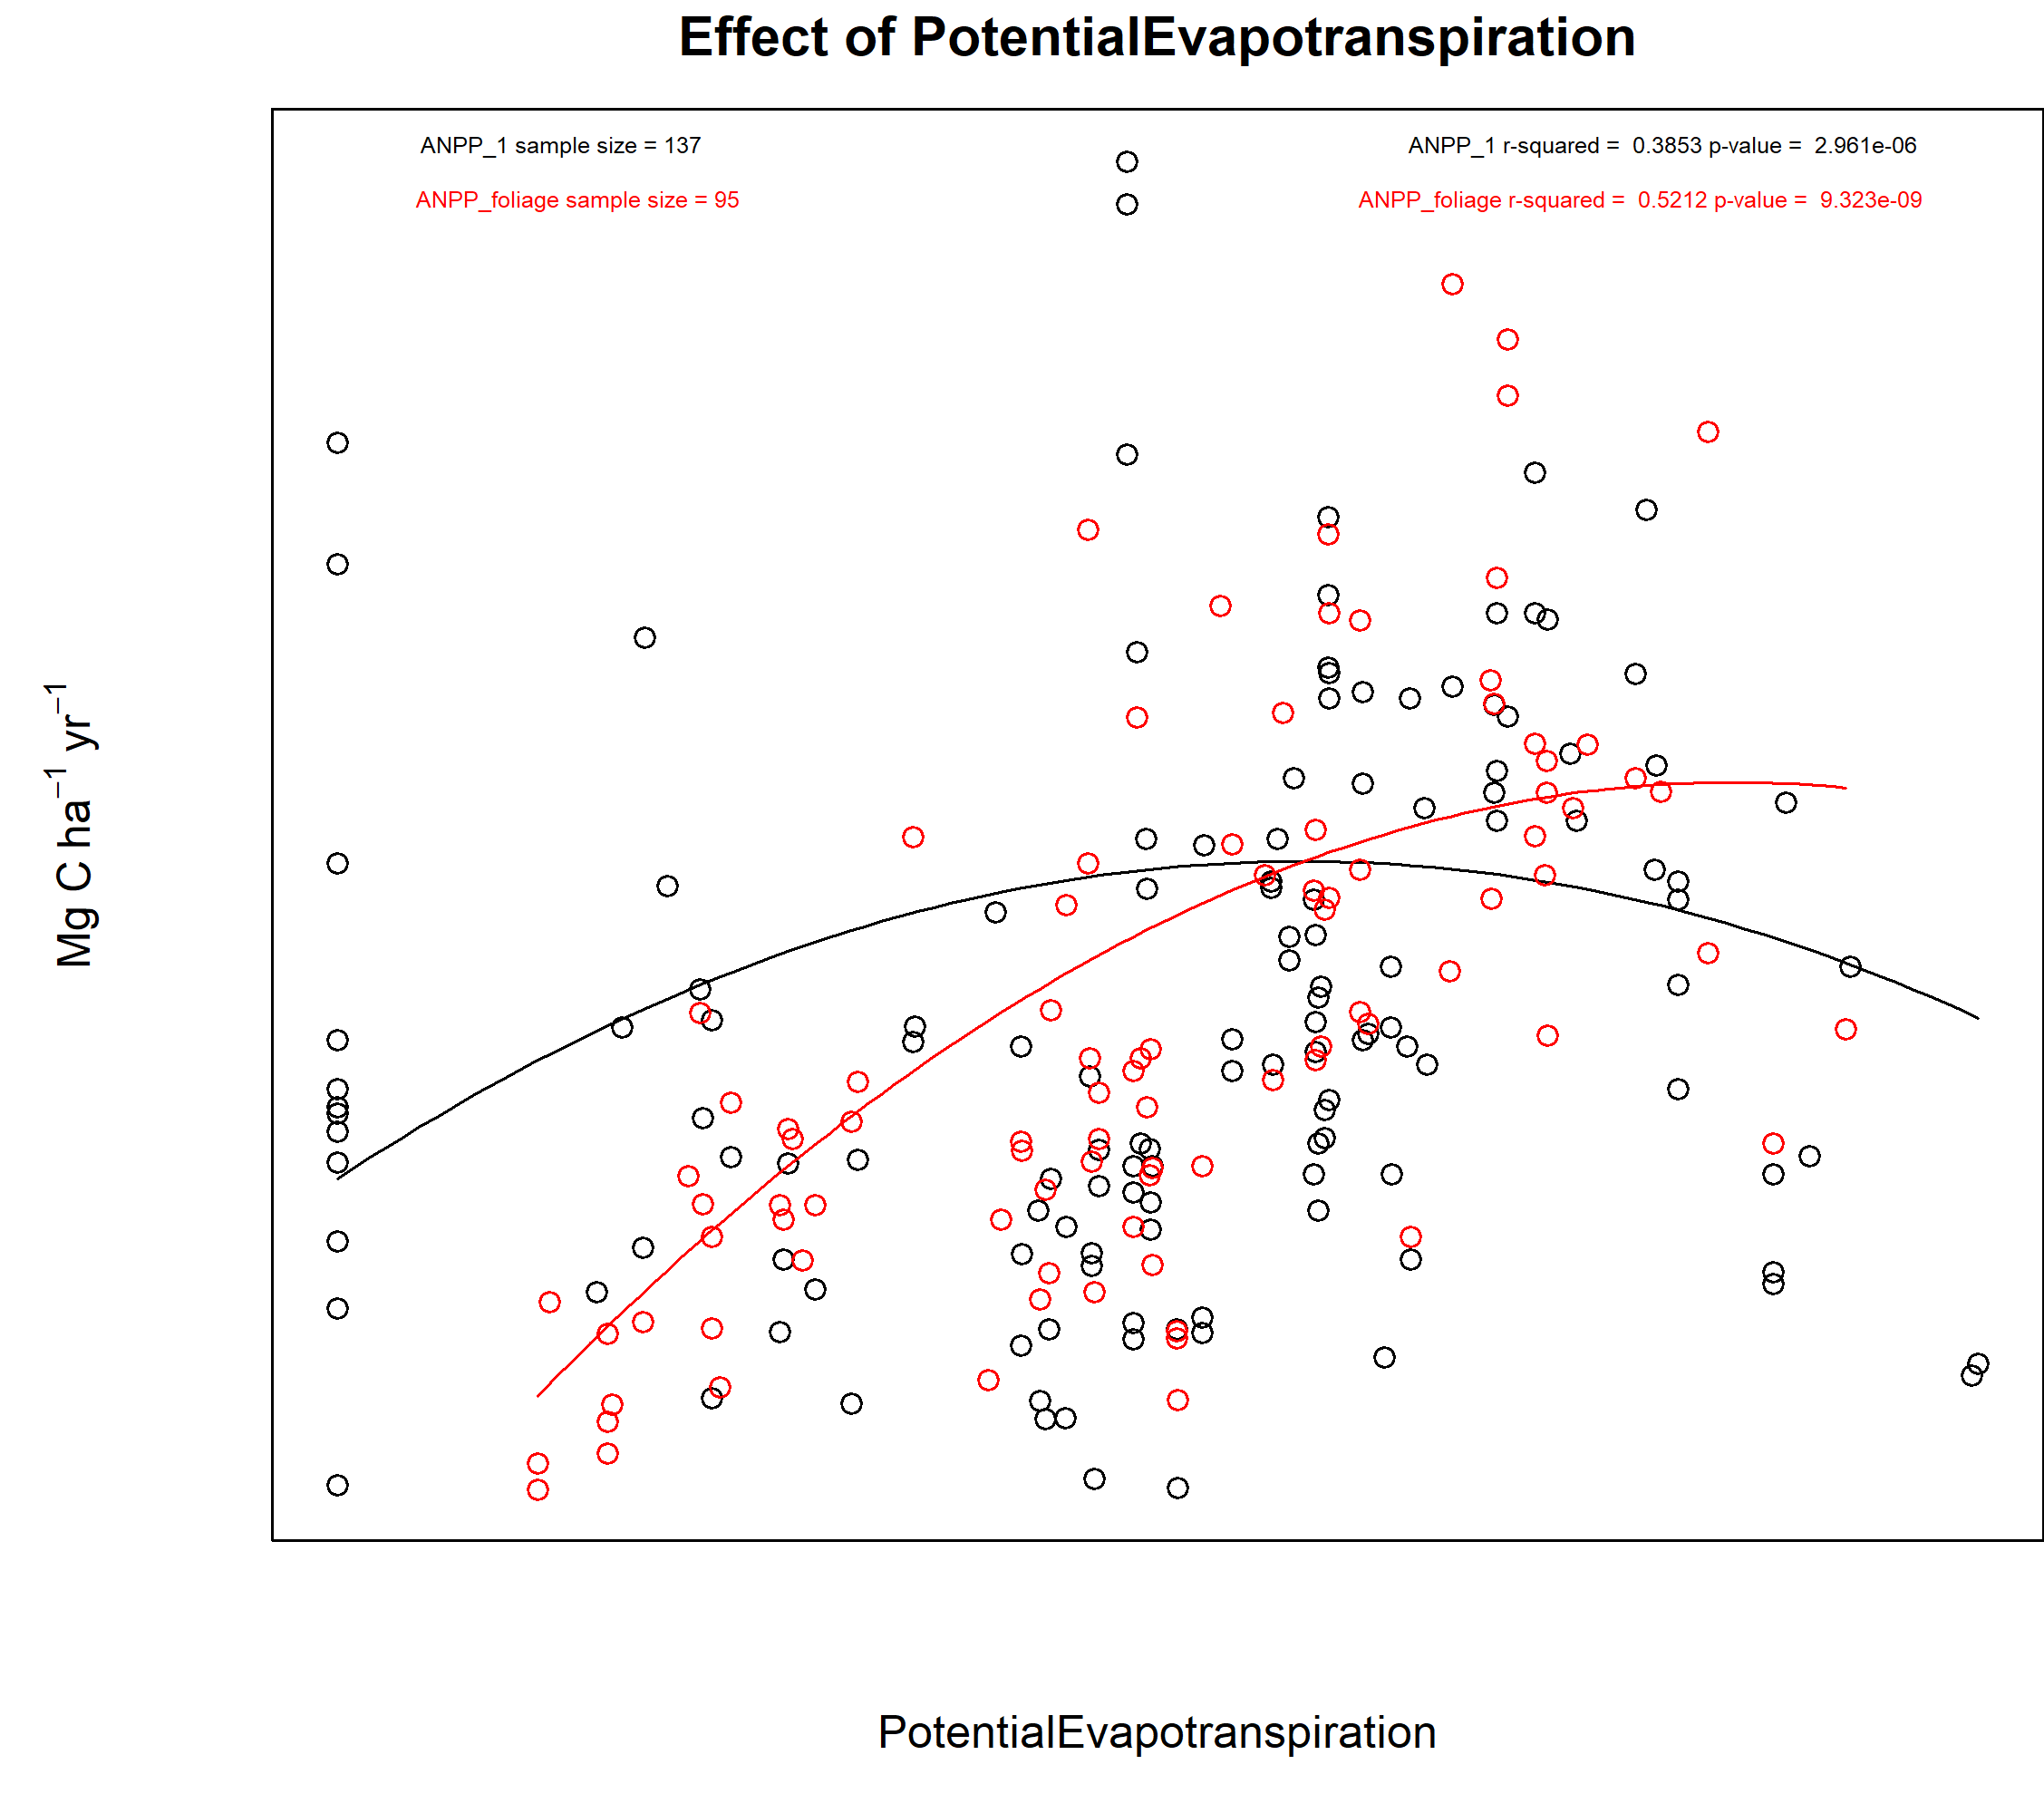 Effect of PotentialEvapotranspiration
ANPP_1 sample size = 137
ANPP_1 r-squared = 0.3853 p-value = 2.961e-06
ANPP_foliage sample size = 95
ANPP_foliage r-squared = 0.5212 p-value = 9.323e-09
Mg C ha⁻¹ yr⁻¹
PotentialEvapotranspiration